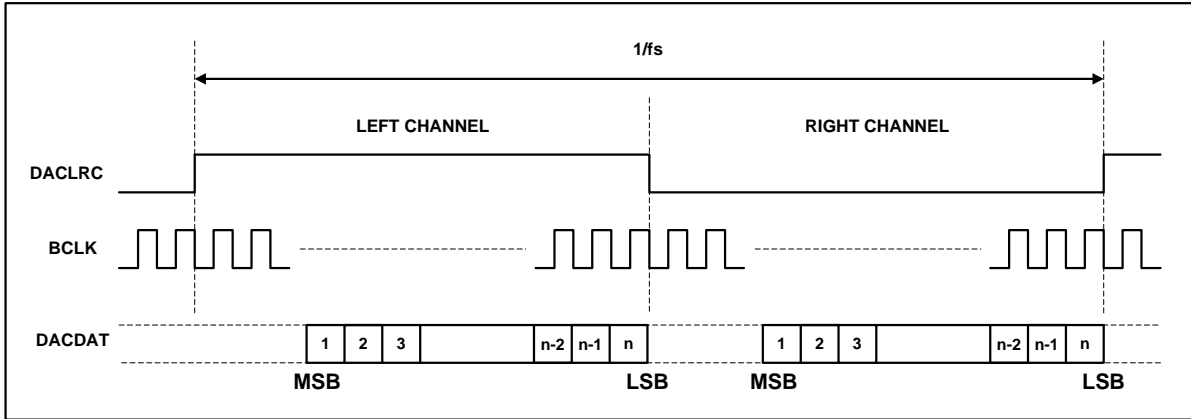 1/fs
LEFT CHANNEL RIGHT CHANNEL
DACLRC
BCLK
DACDAT 1 2 3 n-2 n-1 n 1 2 3 n-2 n-1 n
MSB LSB MSB LSB